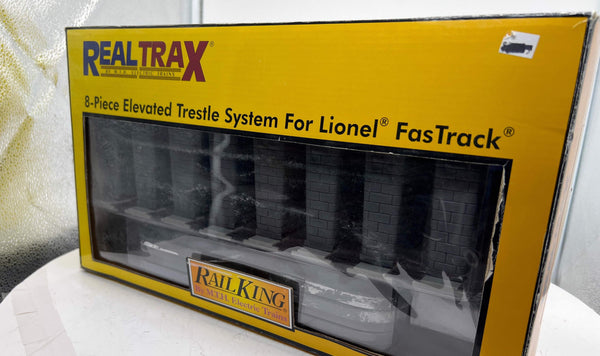 REALTRAX®
BY M.T.H. ELECTRIC TRAINS
8-Piece Elevated Trestle System For Lionel® FasTrack®
RAILKING®
By M.T.H. Electric Trains